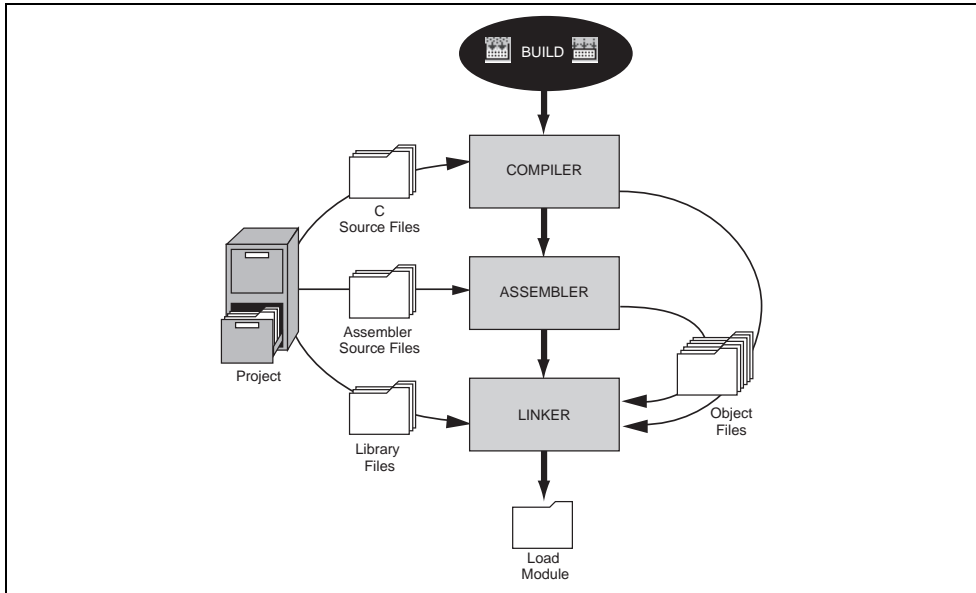 BUILD
COMPILER
C
Source Files
ASSEMBLER
Assembler
Source Files
Project
LINKER
Object
Files
Library
Files
Load
Module